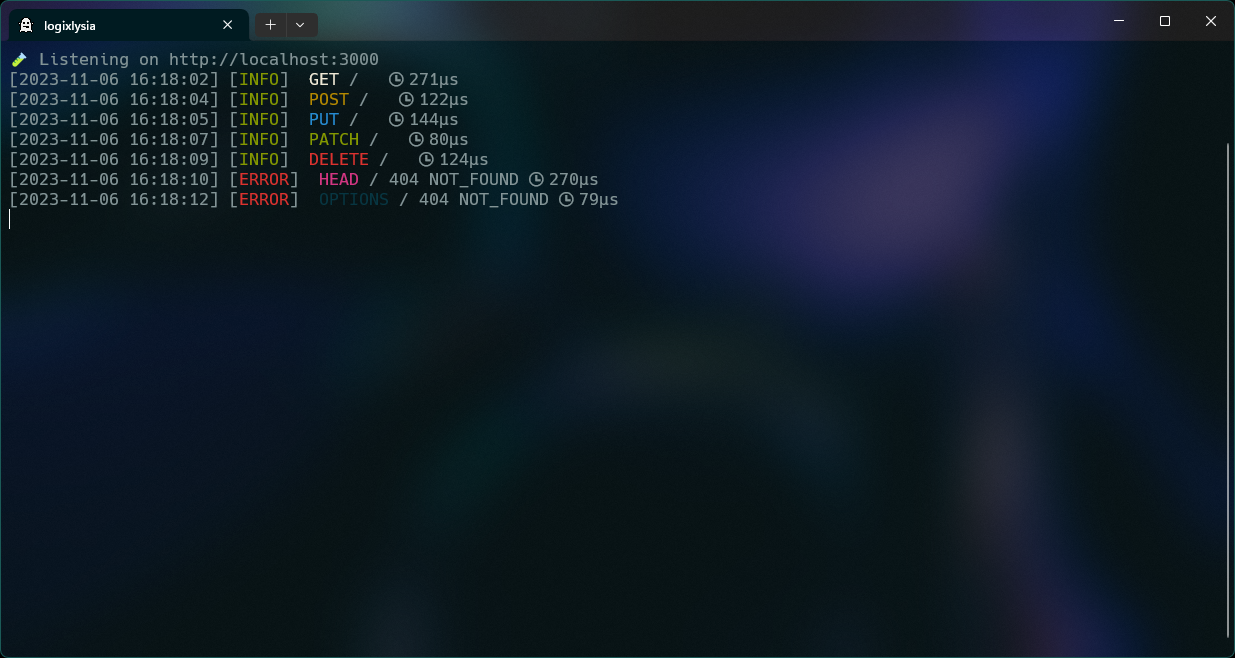 logixlysia
Listening on http://localhost:3000
[2023-11-06 16:18:02] [INFO] GET / 271µs
[2023-11-06 16:18:04] [INFO] POST / 122µs
[2023-11-06 16:18:05] [INFO] PUT / 144µs
[2023-11-06 16:18:07] [INFO] PATCH / 80µs
[2023-11-06 16:18:09] [INFO] DELETE / 124µs
[2023-11-06 16:18:10] [ERROR] HEAD / 404 NOT_FOUND 270µs
[2023-11-06 16:18:12] [ERROR] OPTIONS / 404 NOT_FOUND 79µs